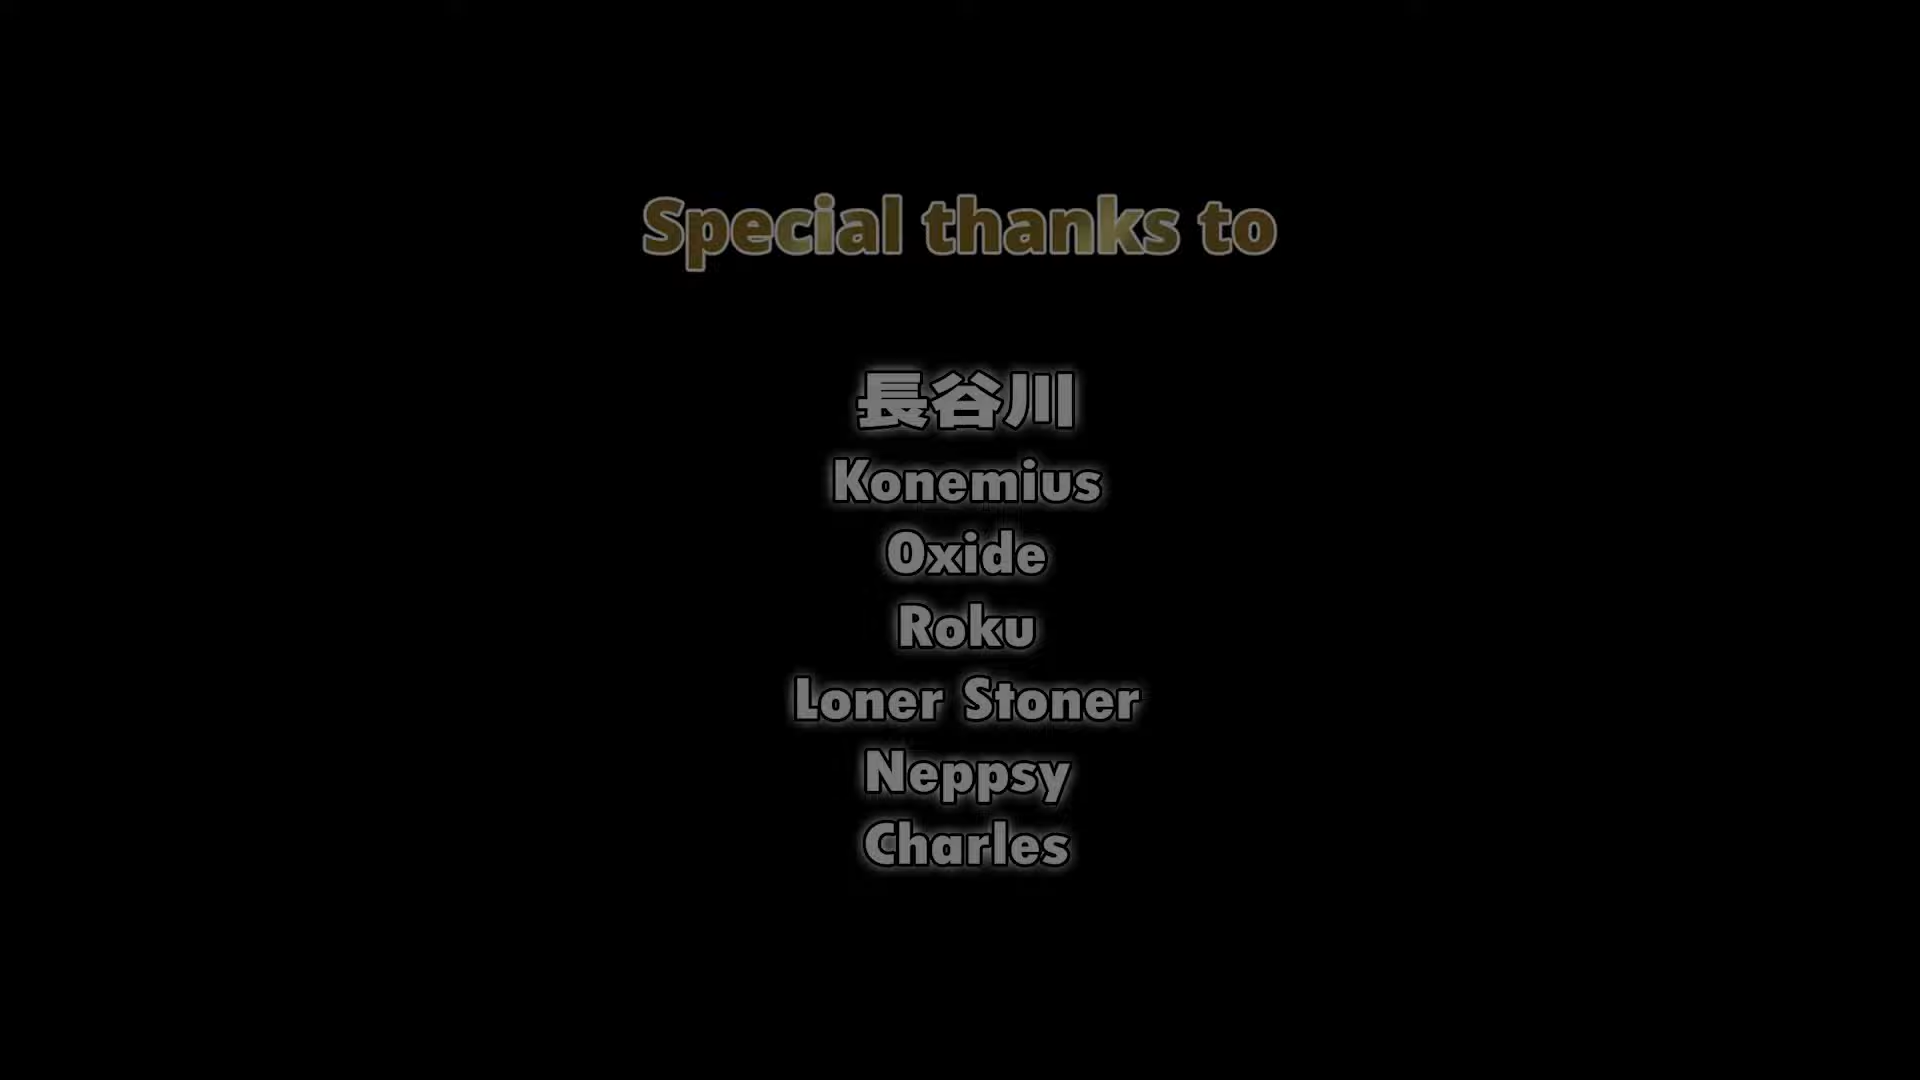 Special thanks to
長谷川
Konemius
Oxide
Roku
Loner Stoner
Neppsy
Charles